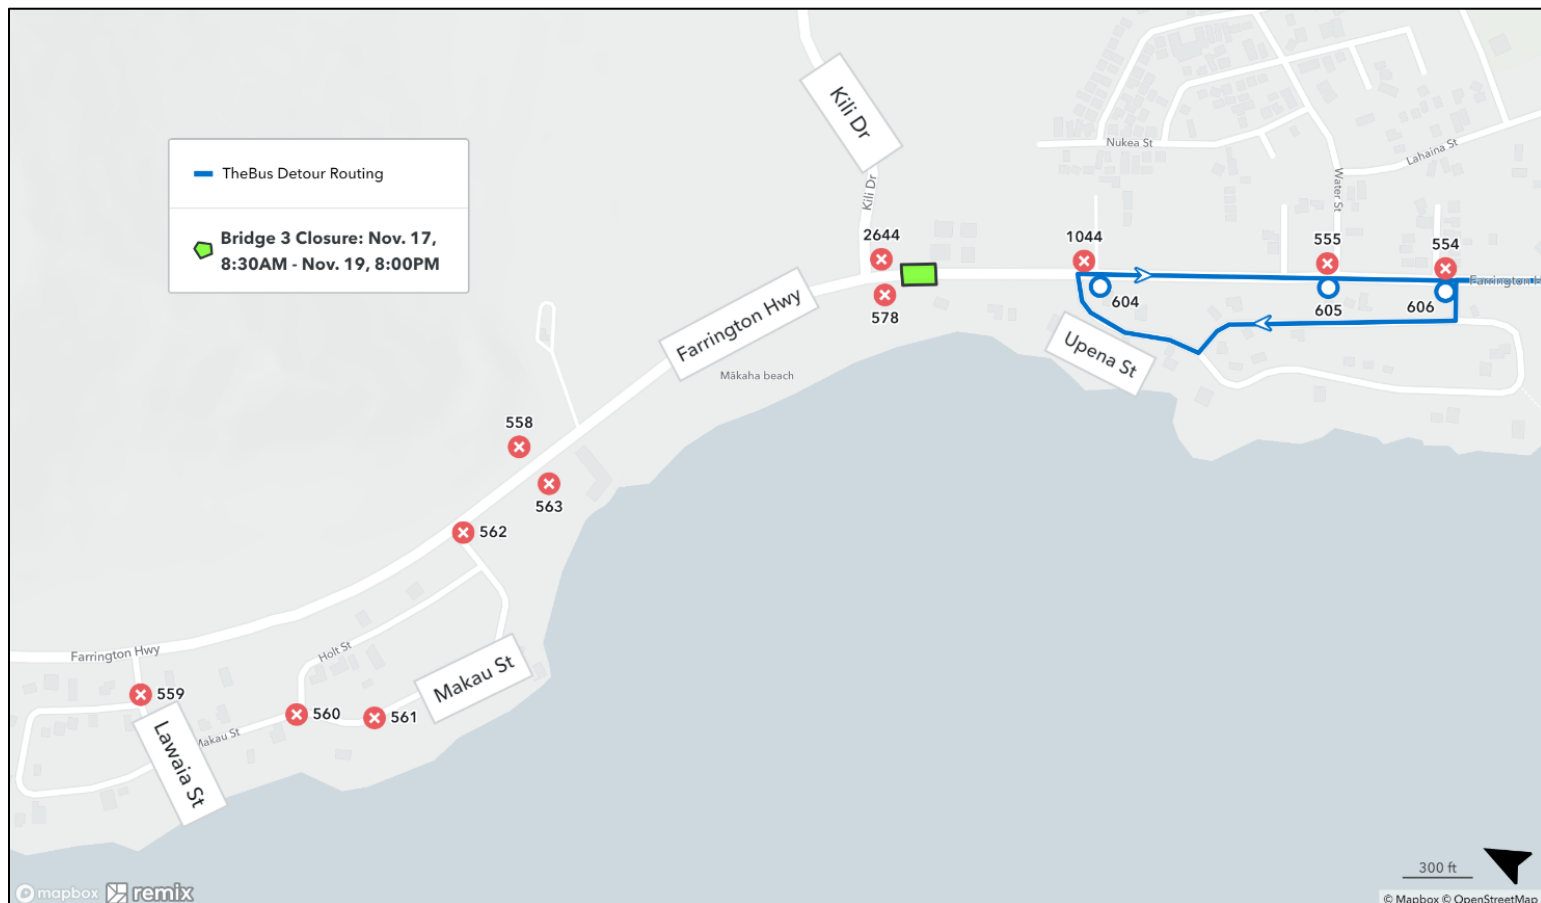 Kili Dr
Nukea St
Lahaina St
Water St
TheBus Detour Routing
Bridge 3 Closure: Nov. 17,
8:30AM - Nov. 19, 8:00PM
Kili Dr
2644
1044
555
554
Farrington H
604
605
606
578
Farrington Hwy
Upena St
Mākaha beach
558
563
562
Farrington Hwy
Holt St
Makau St
559
560
561
Makau St
Lawaia St
300 ft
mapbox
remix
© Mapbox © OpenStreetMap